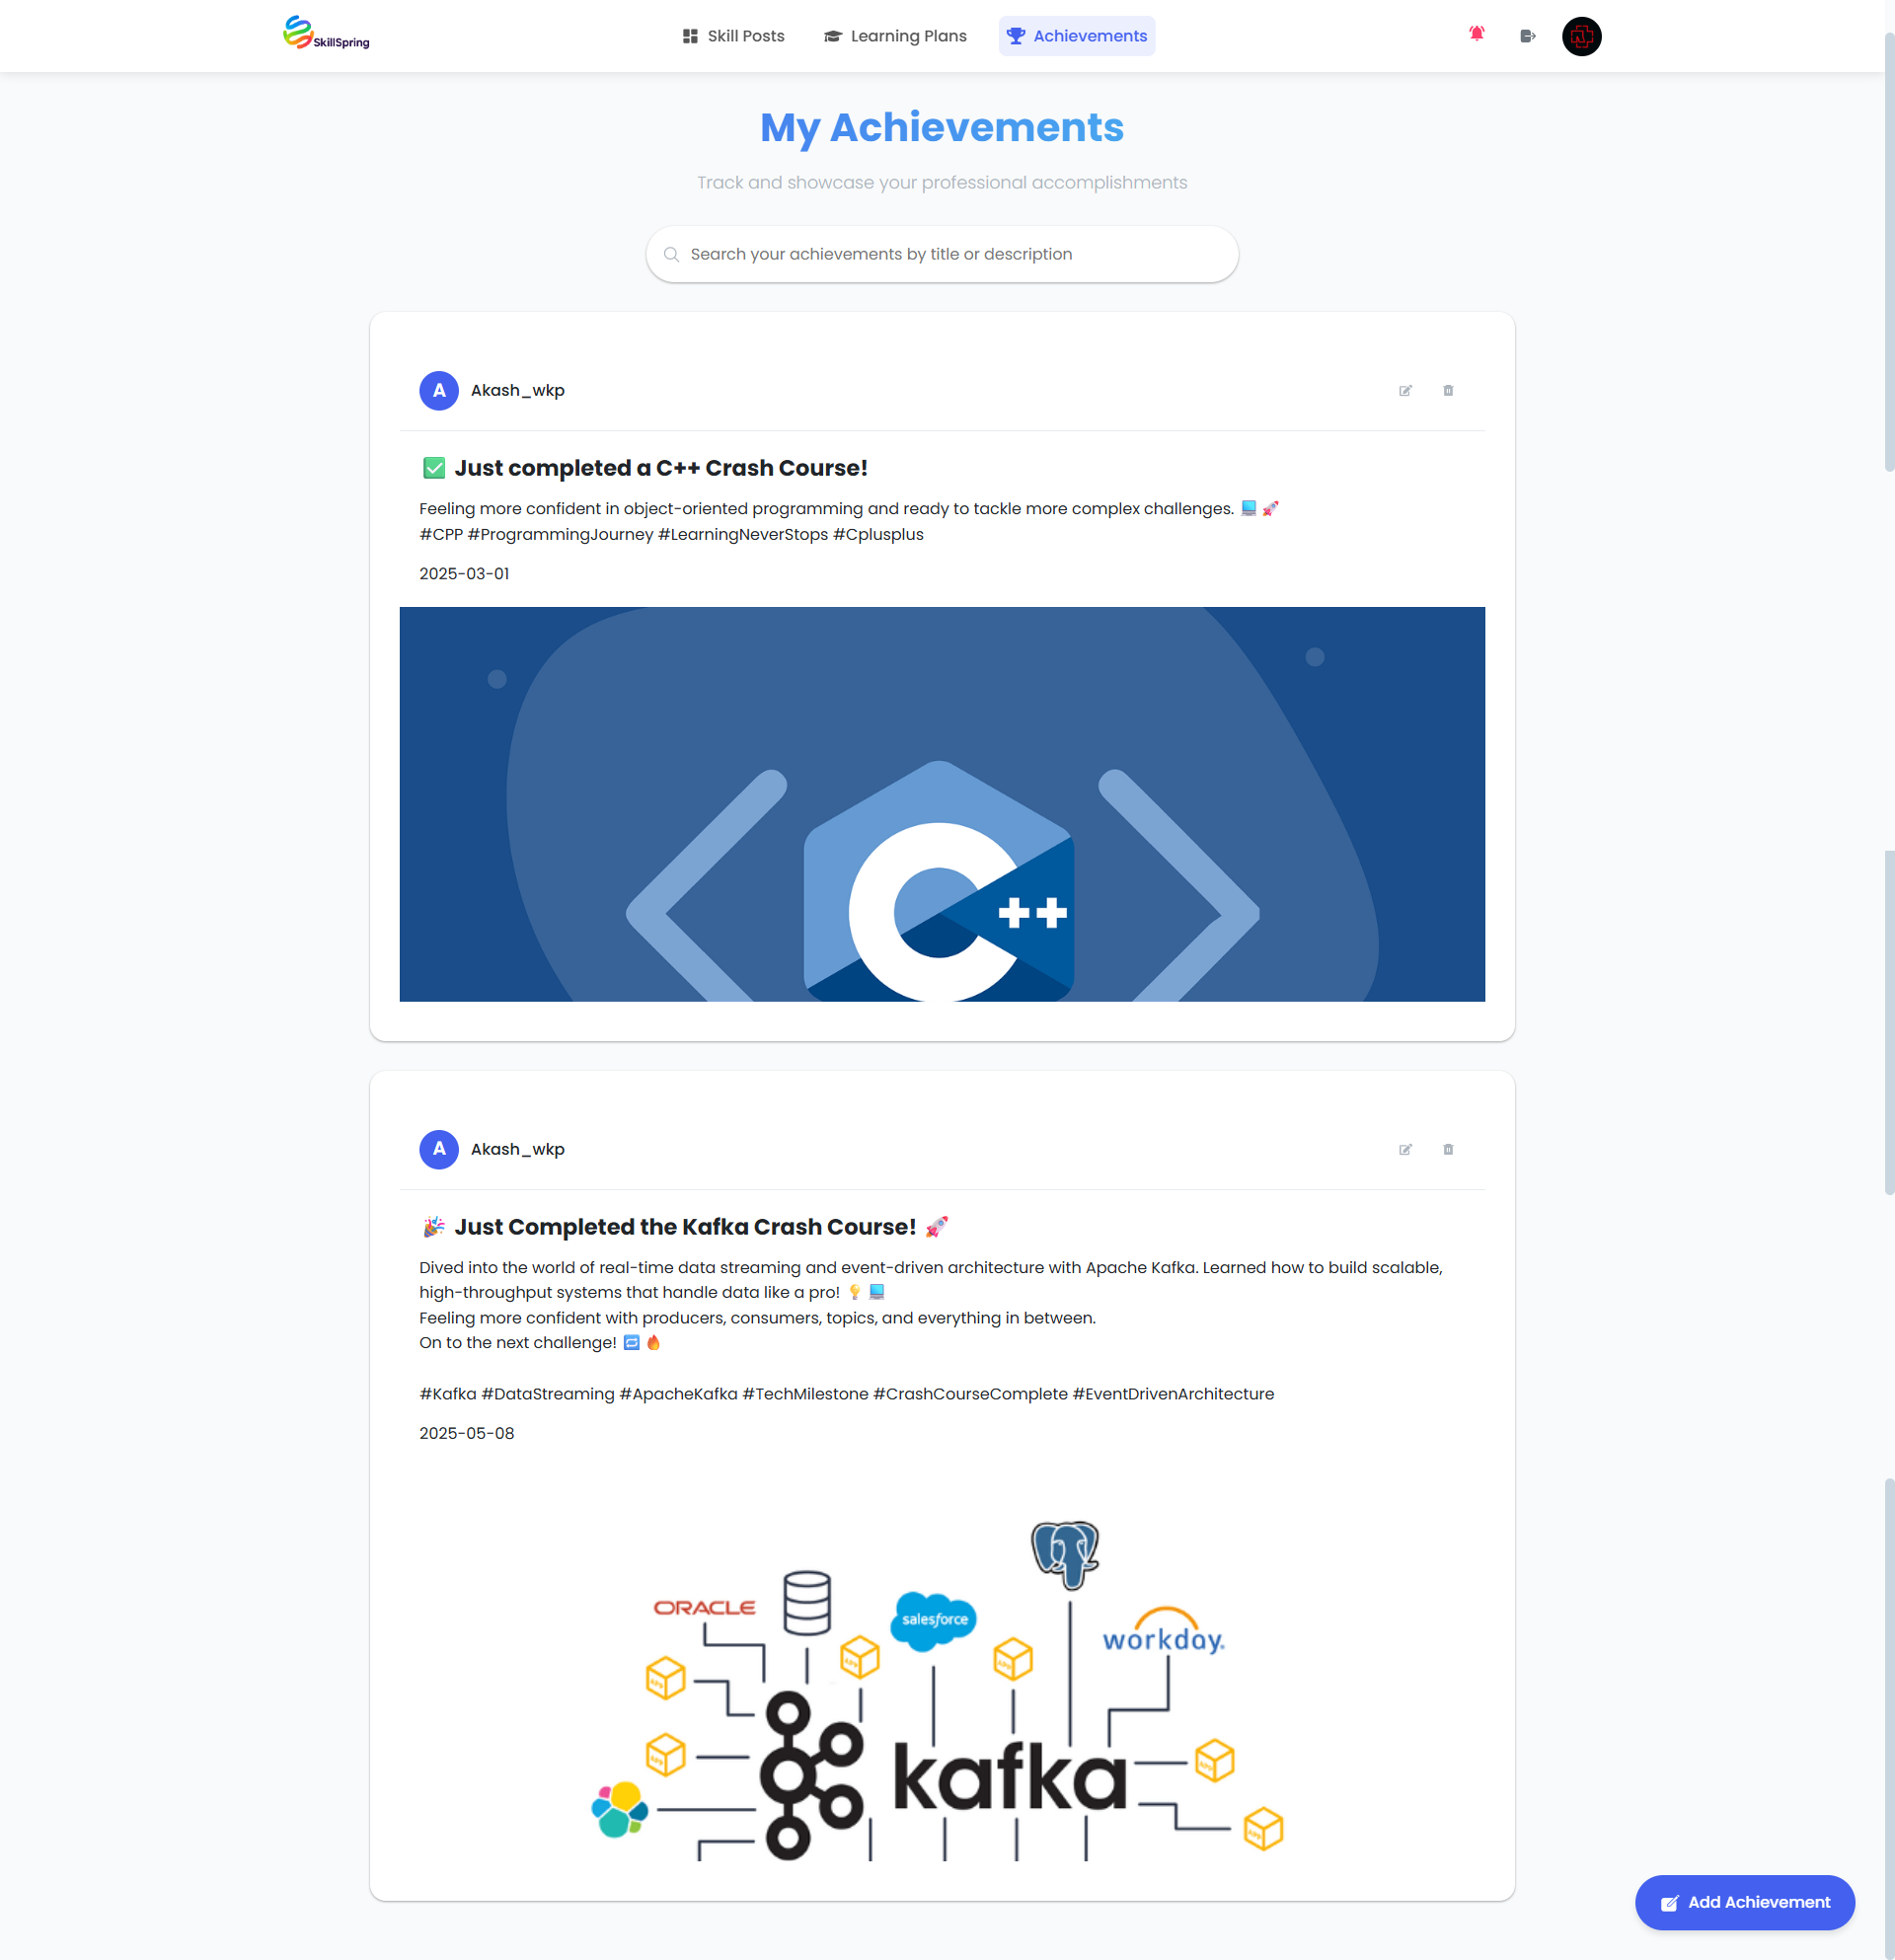 SkillSpring
Skill Posts
Learning Plans
Achievements
My Achievements
Track and showcase your professional accomplishments
Search your achievements by title or description
A
Akash_wkp
✅ Just completed a C++ Crash Course!
Feeling more confident in object-oriented programming and ready to tackle more complex challenges. 💻 🚀
#CPP #ProgrammingJourney #LearningNeverStops #Cplusplus
2025-03-01
C++
A
Akash_wkp
🎉 Just Completed the Kafka Crash Course! 🚀
Dived into the world of real-time data streaming and event-driven architecture with Apache Kafka. Learned how to build scalable,
high-throughput systems that handle data like a pro! 💡 💻
Feeling more confident with producers, consumers, topics, and everything in between.
On to the next challenge! 🔁 🔥
#Kafka #DataStreaming #ApacheKafka #TechMilestone #CrashCourseComplete #EventDrivenArchitecture
2025-05-08
ORACLE
salesforce
workday.
kafka
Add Achievement